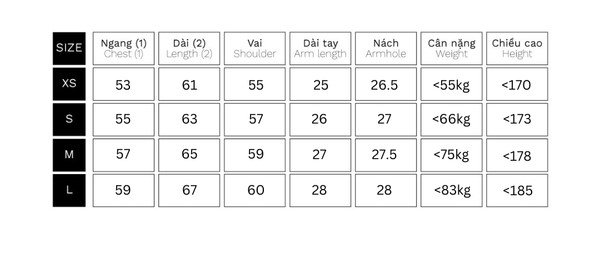 SIZE Ngang (1) Dài (2) Vai Dài tay Nách Cân nặng Chiều cao
Chest (1) Length (2) Shoulder Arm length Armhole Weight Height
XS 53 61 55 25 26.5 <55kg <170
S 55 63 57 26 27 <66kg <173
M 57 65 59 27 27.5 <75kg <178
L 59 67 60 28 28 <83kg <185